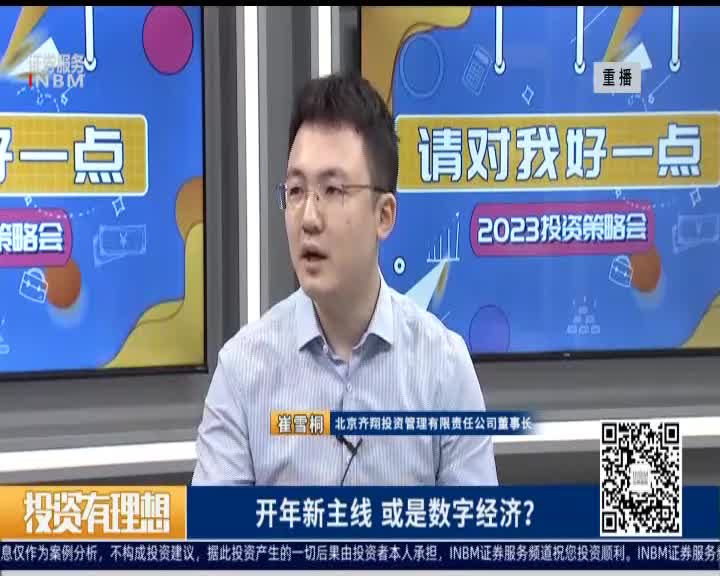 证券服务
INBM
重播
好一点
请对我好一点
策略会
2023投资策略会
崔雪桐
北京齐翔投资管理有限责任公司董事长
投资有理想
开年新主线 或是数字经济？
息仅作为案例分析，不构成投资建议，据此投资产生的一切后果由投资者本人承担，INBM证券服务频道祝您投资顺利。INBM证券服务